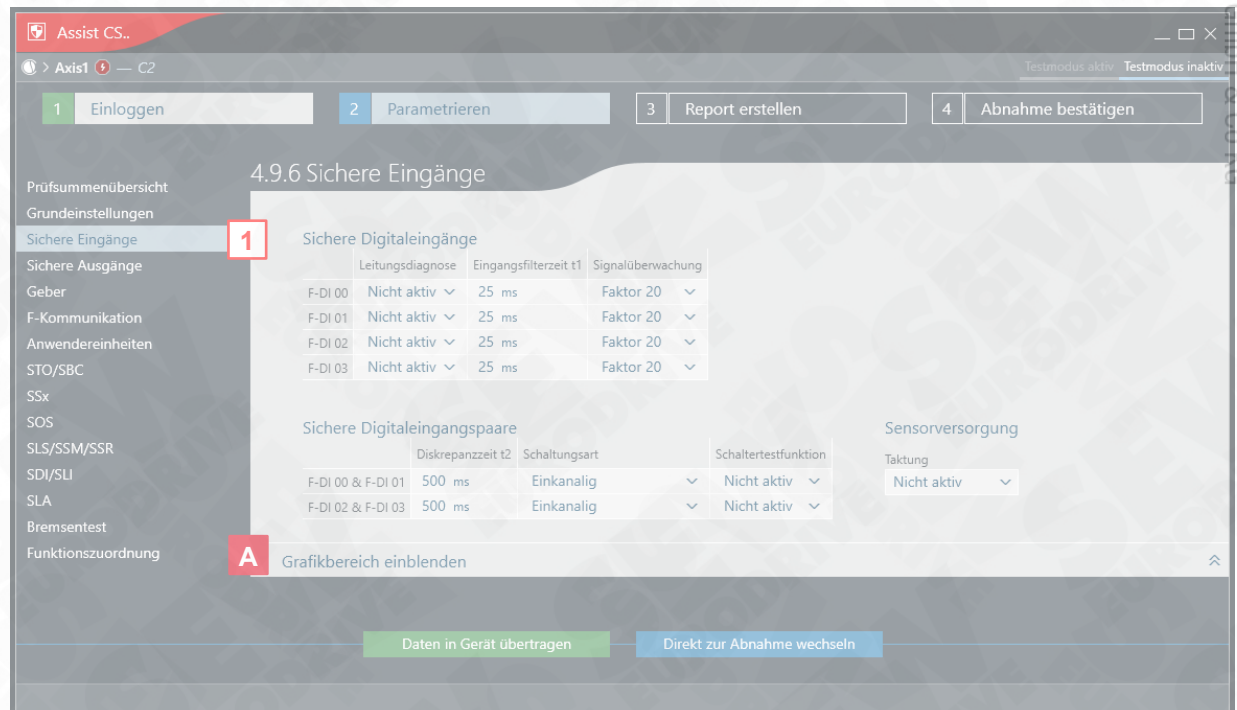 Assist CS..
> Axis1 — C2
Testmodus aktiv Testmodus inaktiv
1 Einloggen
2 Parametrieren
3 Report erstellen
4 Abnahme bestätigen
4.9.6 Sichere Eingänge
Prüfsummenübersicht
Grundeinstellungen
Sichere Eingänge
Sichere Ausgänge
Geber
F-Kommunikation
Anwendereinheiten
STO/SBC
SSx
SOS
SLS/SSM/SSR
SDI/SLI
SLA
Bremsentest
Funktionszuordnung
1
Sichere Digitaleingänge
Leitungsdiagnose Eingangsfilterzeit t1 Signalüberwachung
F-DI 00 Nicht aktiv 25 ms Faktor 20
F-DI 01 Nicht aktiv 25 ms Faktor 20
F-DI 02 Nicht aktiv 25 ms Faktor 20
F-DI 03 Nicht aktiv 25 ms Faktor 20
Sichere Digitaleingangspaare
Diskrepanzzeit t2 Schaltungsart Schaltertestfunktion
F-DI 00 & F-DI 01 500 ms Einkanalig Nicht aktiv
F-DI 02 & F-DI 03 500 ms Einkanalig Nicht aktiv
Sensorversorgung
Taktung
Nicht aktiv
A
Grafikbereich einblenden
Daten in Gerät übertragen
Direkt zur Abnahme wechseln
SEW
EURODRIVE